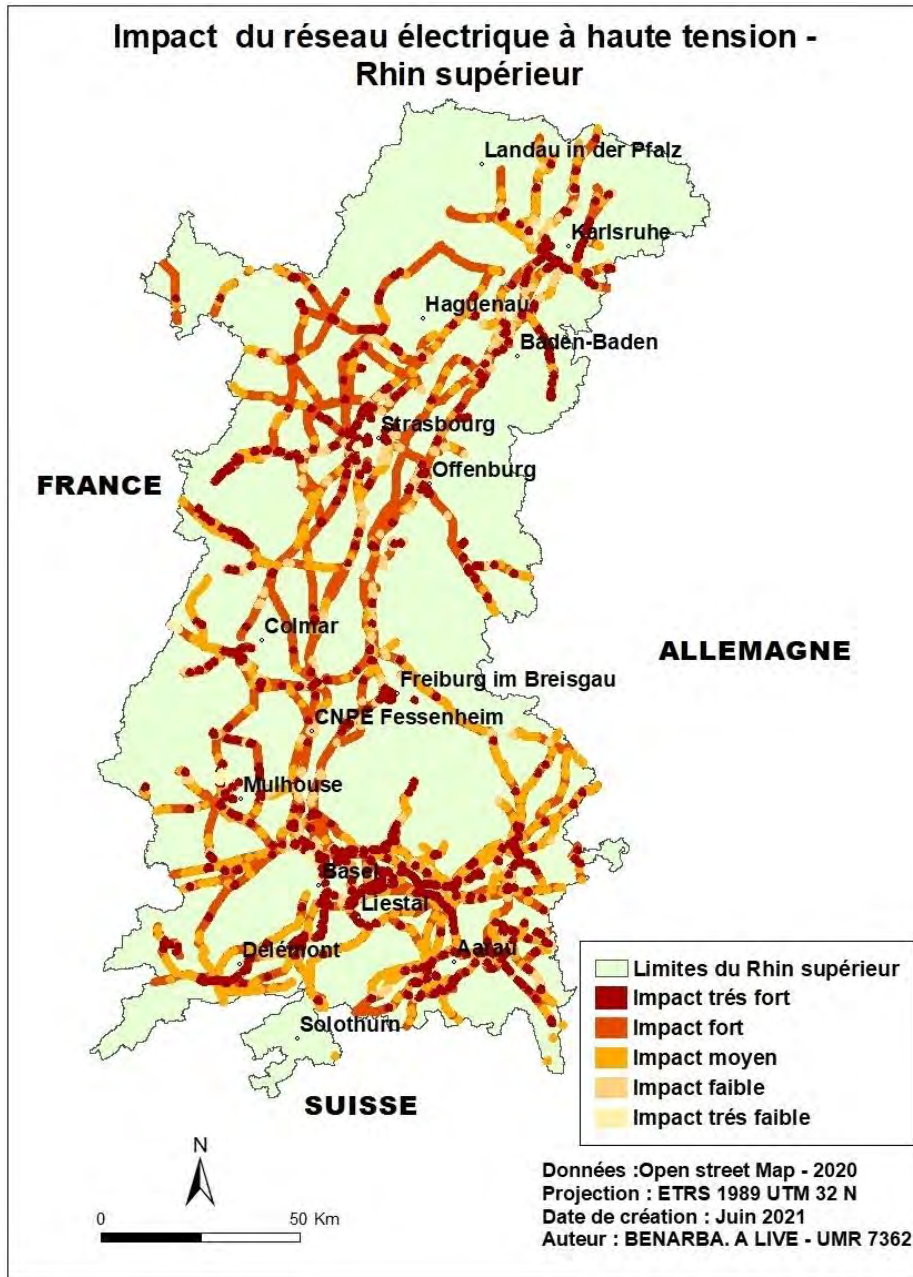 Impact du réseau électrique à haute tension -
Rhin supérieur
Landau in der Pfalz
Karlsruhe
Haguenau
Baden-Baden
Strasbourg
Offenburg
FRANCE
Colmar
ALLEMAGNE
Freiburg im Breisgau
CNPE Fessenheim
Mulhouse
Basel
Liestal
Delémont
Aarau
Solothurn
SUISSE
Limites du Rhin supérieur
Impact trés fort
Impact fort
Impact moyen
Impact faible
Impact trés faible
N
0 50 Km
Données :Open street Map - 2020
Projection : ETRS 1989 UTM 32 N
Date de création : Juin 2021
Auteur : BENARBA. A LIVE - UMR 7362